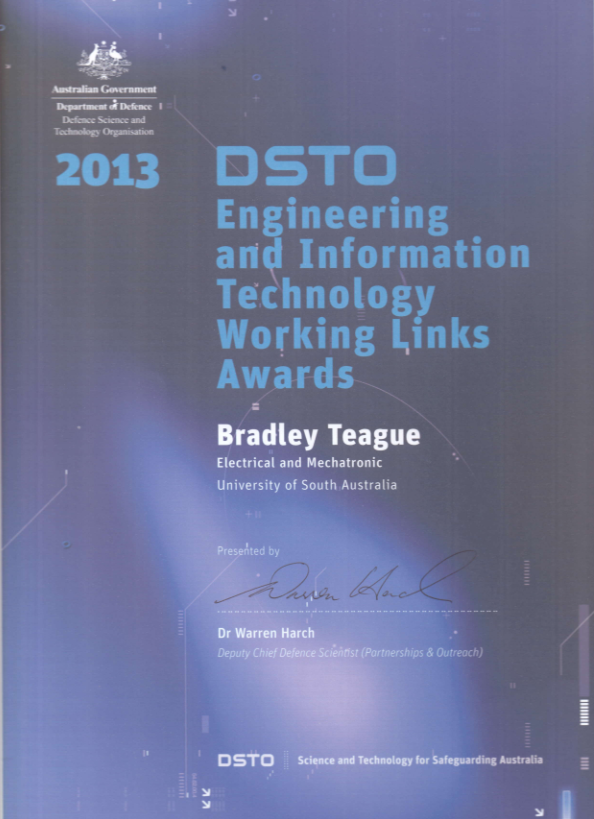 Australian Government
Department of Defence
Defence Science and
Technology Organisation
2013
DSTO
Engineering
and Information
Technology
Working Links
Awards
Bradley Teague
Electrical and Mechatronic
University of South Australia
Presented by
Warren Harch
Dr Warren Harch
Deputy Chief Defence Scientist (Partnerships & Outreach)
DSTO
Science and Technology for Safeguarding Australia